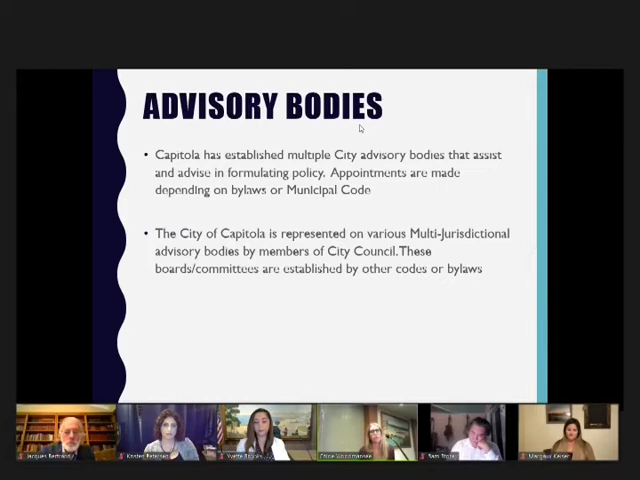 ADVISORY BODIES
• Capitola has established multiple City advisory bodies that assist
and advise in formulating policy. Appointments are made
depending on bylaws or Municipal Code
• The City of Capitola is represented on various Multi-Jurisdictional
advisory bodies by members of City Council. These
boards/committees are established by other codes or bylaws
Jacques Bertrand
Kristen Petersen
Yvette Brooks
Chloe Woodmansee
Sam Storey
Margaux Keiser